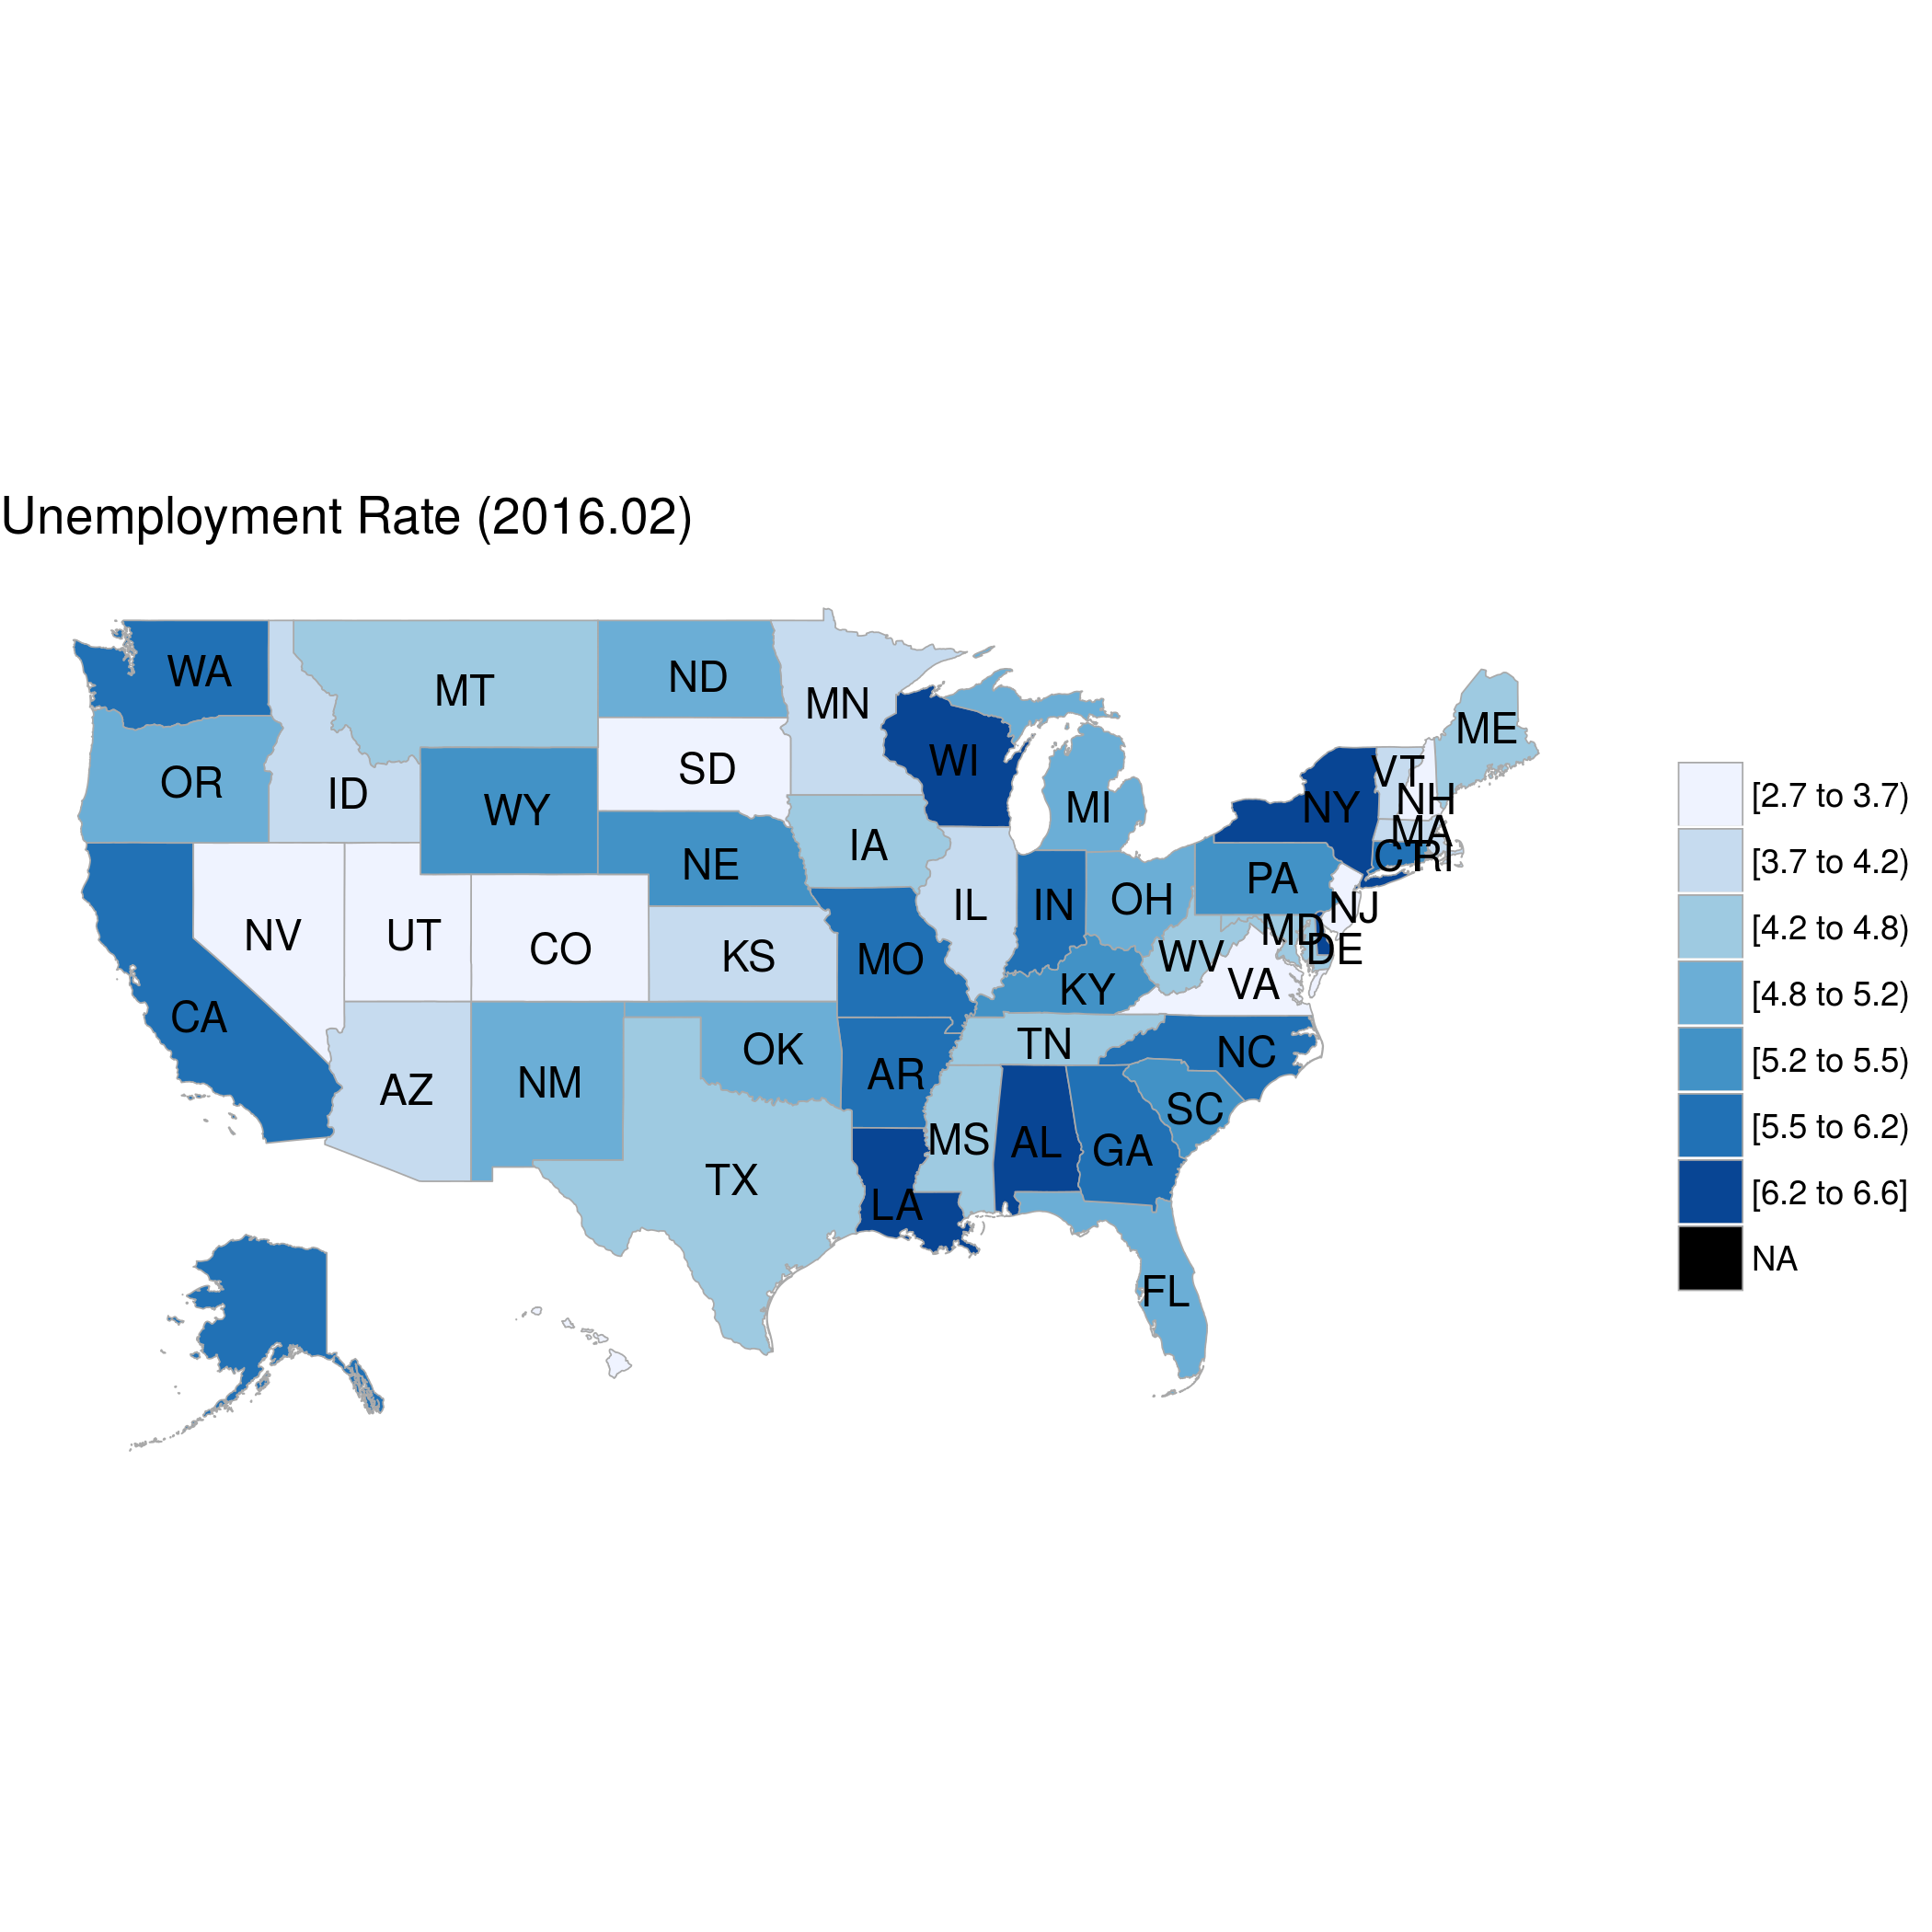 Unemployment Rate (2016.02)
WA
MT
ND
MN
ME
OR
ID
WY
SD
WI
MI
NY
VT
NH
MA
CT
RI
NE
IA
IL
IN
OH
PA
NJ
MD
DE
NV
UT
CO
KS
MO
KY
WV
VA
CA
AZ
NM
OK
AR
TN
NC
SC
TX
LA
MS
AL
GA
FL
[2.7 to 3.7)
[3.7 to 4.2)
[4.2 to 4.8)
[4.8 to 5.2)
[5.2 to 5.5)
[5.5 to 6.2)
[6.2 to 6.6]
NA